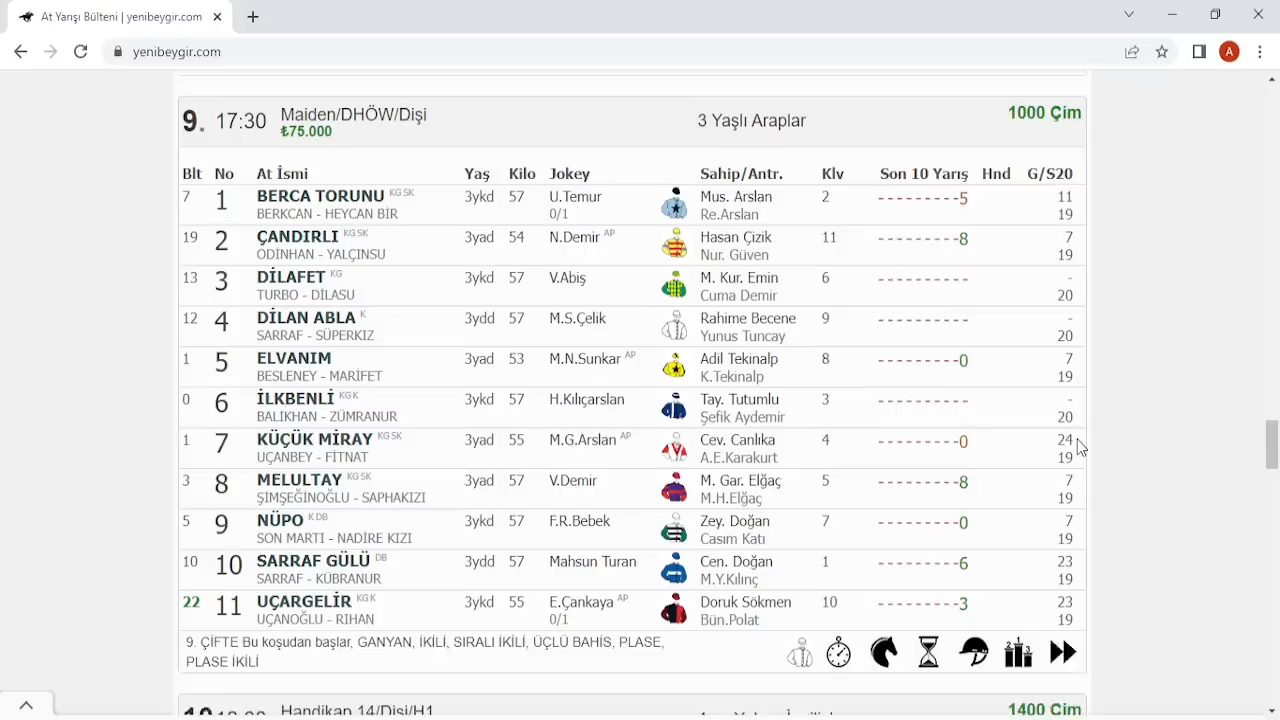 At Yarışı Bülteni | yenibeygir.com
yenibeygir.com
A
9. 17:30 Maiden/DHÖW/Dişi 3 Yaşlı Araplar 1000 Çim
₺75.000
Blt No At İsmi Yaş Kilo Jokey Sahip/Antr. Klv Son 10 Yarış Hnd G/S20
7 1 BERCA TORUNU KG SK 3ykd 57 U.Temur Mus. Arslan 2 ---------5 11
BERKCAN - HEYCAN BİR 0/1 Re.Arslan 19
19 2 ÇANDIRLI KG SK 3yad 54 N.Demir AP Hasan Çizik 11 ---------8 7
ODİNHAN - YALÇINSU Nur. Güven 19
13 3 DİLAFET KG 3ykd 57 V.Abiş M. Kur. Emin 6 ---------- -
TURBO - DİLASU Cuma Demir 20
12 4 DİLAN ABLA K 3ydd 57 M.S.Çelik Rahime Becene 9 ---------- -
SARRAF - SÜPERKIZ Yunus Tuncay 20
1 5 ELVANIM 3yad 53 M.N.Sunkar AP Adil Tekinalp 8 ---------0 7
BESLENEY - MARİFET K.Tekinalp 19
0 6 İLKBENLİ KG K 3ykd 57 H.Kılıçarslan Tay. Tutumlu 3 ---------- -
BALIKHAN - ZÜMRANUR Şefik Aydemir 20
1 7 KÜÇÜK MİRAY KG SK 3yad 55 M.G.Arslan AP Cev. Canlıka 4 ---------0 24
UÇANBEY - FİTNAT A.E.Karakurt 19
3 8 MELULTAY KG SK 3yad 57 V.Demir M. Gar. Elğaç 5 ---------8 7
ŞİMŞEĞİNOĞLU - SAPHAKIZI M.H.Elğaç 19
5 9 NÜPO K DB 3ykd 57 F.R.Bebek Zey. Doğan 7 ---------0 7
SON MARTI - NADİRE KIZI Casım Katı 19
10 10 SARRAF GÜLÜ DB 3ydd 57 Mahsun Turan Cen. Doğan 1 ---------6 23
SARRAF - KÜBRANUR M.Y.Kılınç 19
22 11 UÇARGELİR KG K 3ykd 55 E.Çankaya AP Doruk Sökmen 10 ---------3 23
UÇANOĞLU - RIHAN 0/1 Bün.Polat 19
9. ÇİFTE Bu koşudan başlar, GANYAN, İKİLİ, SIRALI İKİLİ, ÜÇLÜ BAHİS, PLASE,
PLASE İKİLİ
Handikap 14/Dişi/H1 1400 Çim